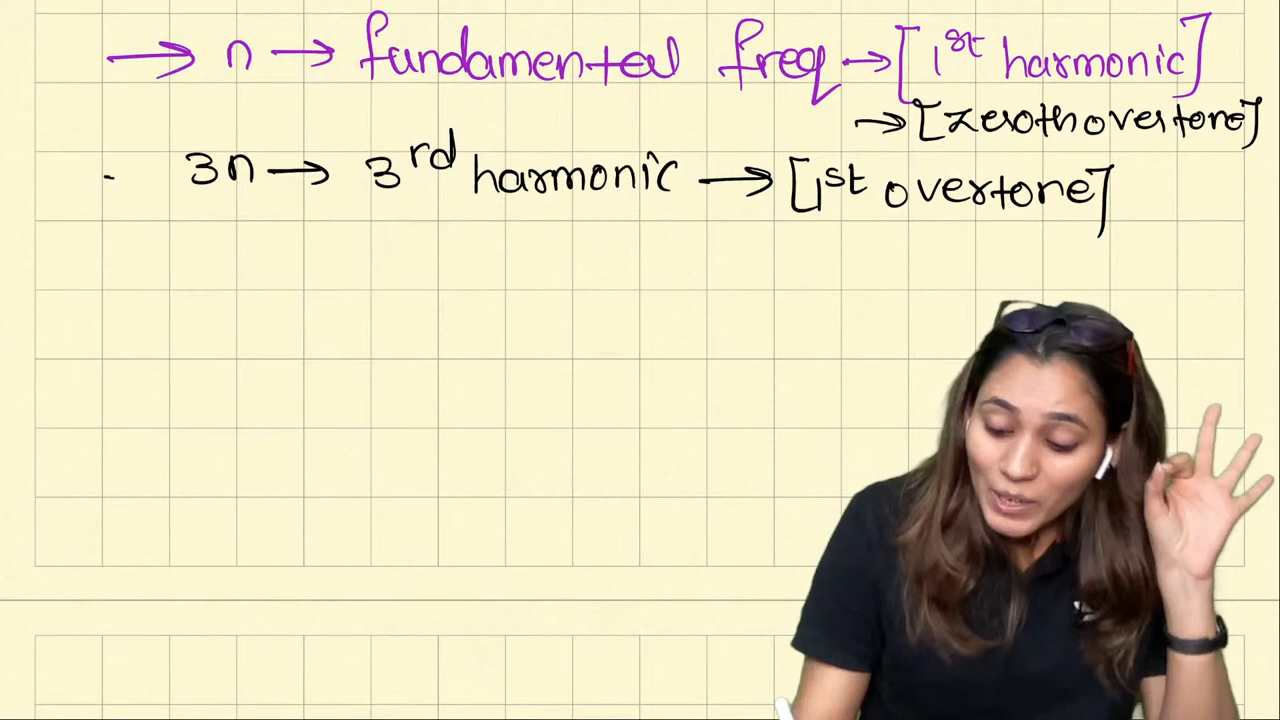 → n → fundamental freq → [1st harmonic]
→ [zeroth overtone]
- 3n → 3rd harmonic → [1st overtone]